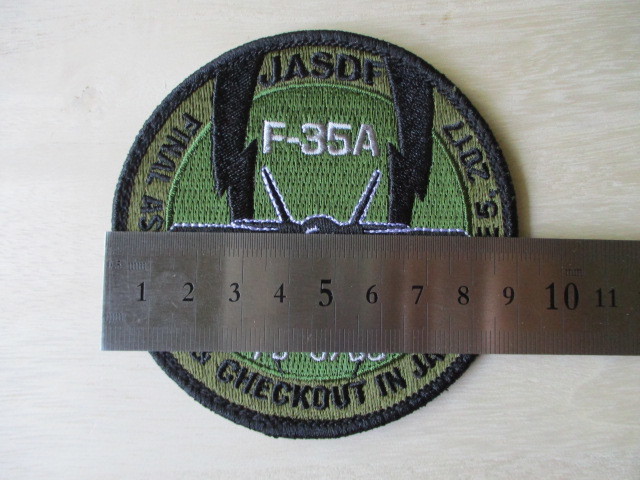 JASDF
F-35A
FINAL AS
5, 2017
1 2 3 4 5 6 7 8 9 10 11
CHECKOUT IN JA